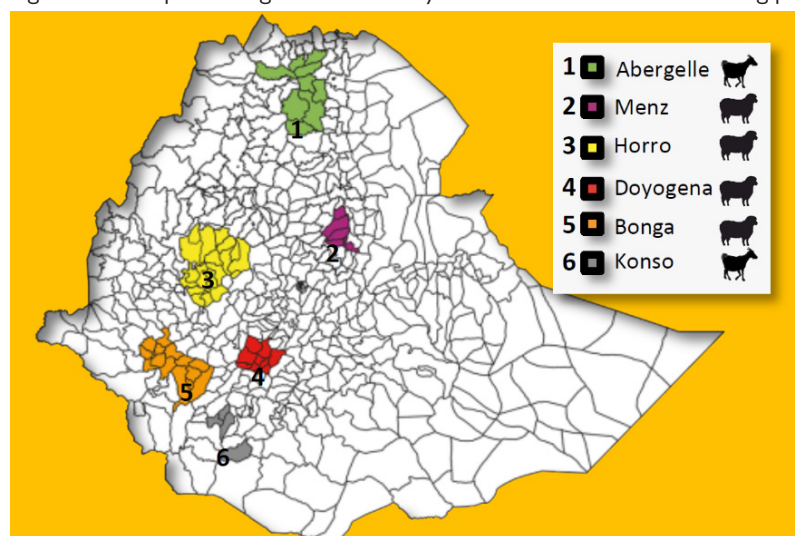 1 Abergelle
2 Menz
3 Horro
4 Doyogena
5 Bonga
6 Konso
1
2
3
4
5
6